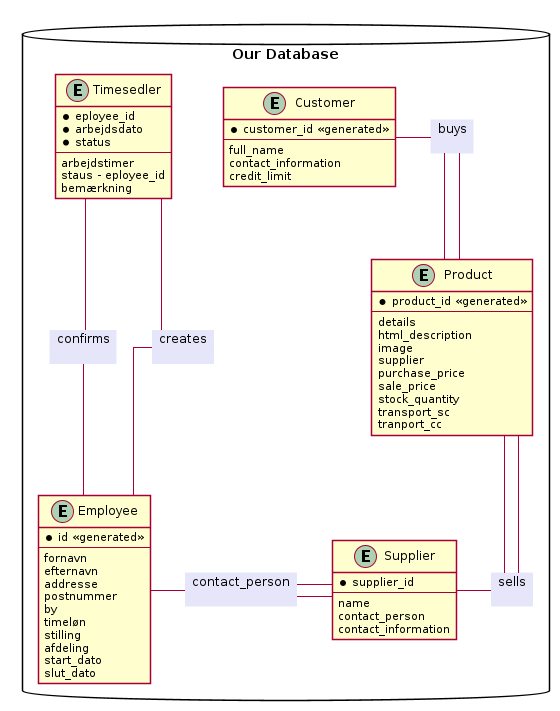 Our Database
E Timesedler
eployee_id
arbejdsdato
status
arbejdstimer
staus - eployee_id
bemærkning
E Customer
customer_id «generated»
full_name
contact_information
credit_limit
buys
E Product
product_id «generated»
details
html_description
image
supplier
purchase_price
sale_price
stock_quantity
transport_sc
tranport_cc
confirms
creates
E Employee
id «generated»
fornavn
efternavn
addresse
postnummer
by
timeløn
stilling
afdeling
start_dato
slut_dato
contact_person
E Supplier
supplier_id
name
contact_person
contact_information
sells